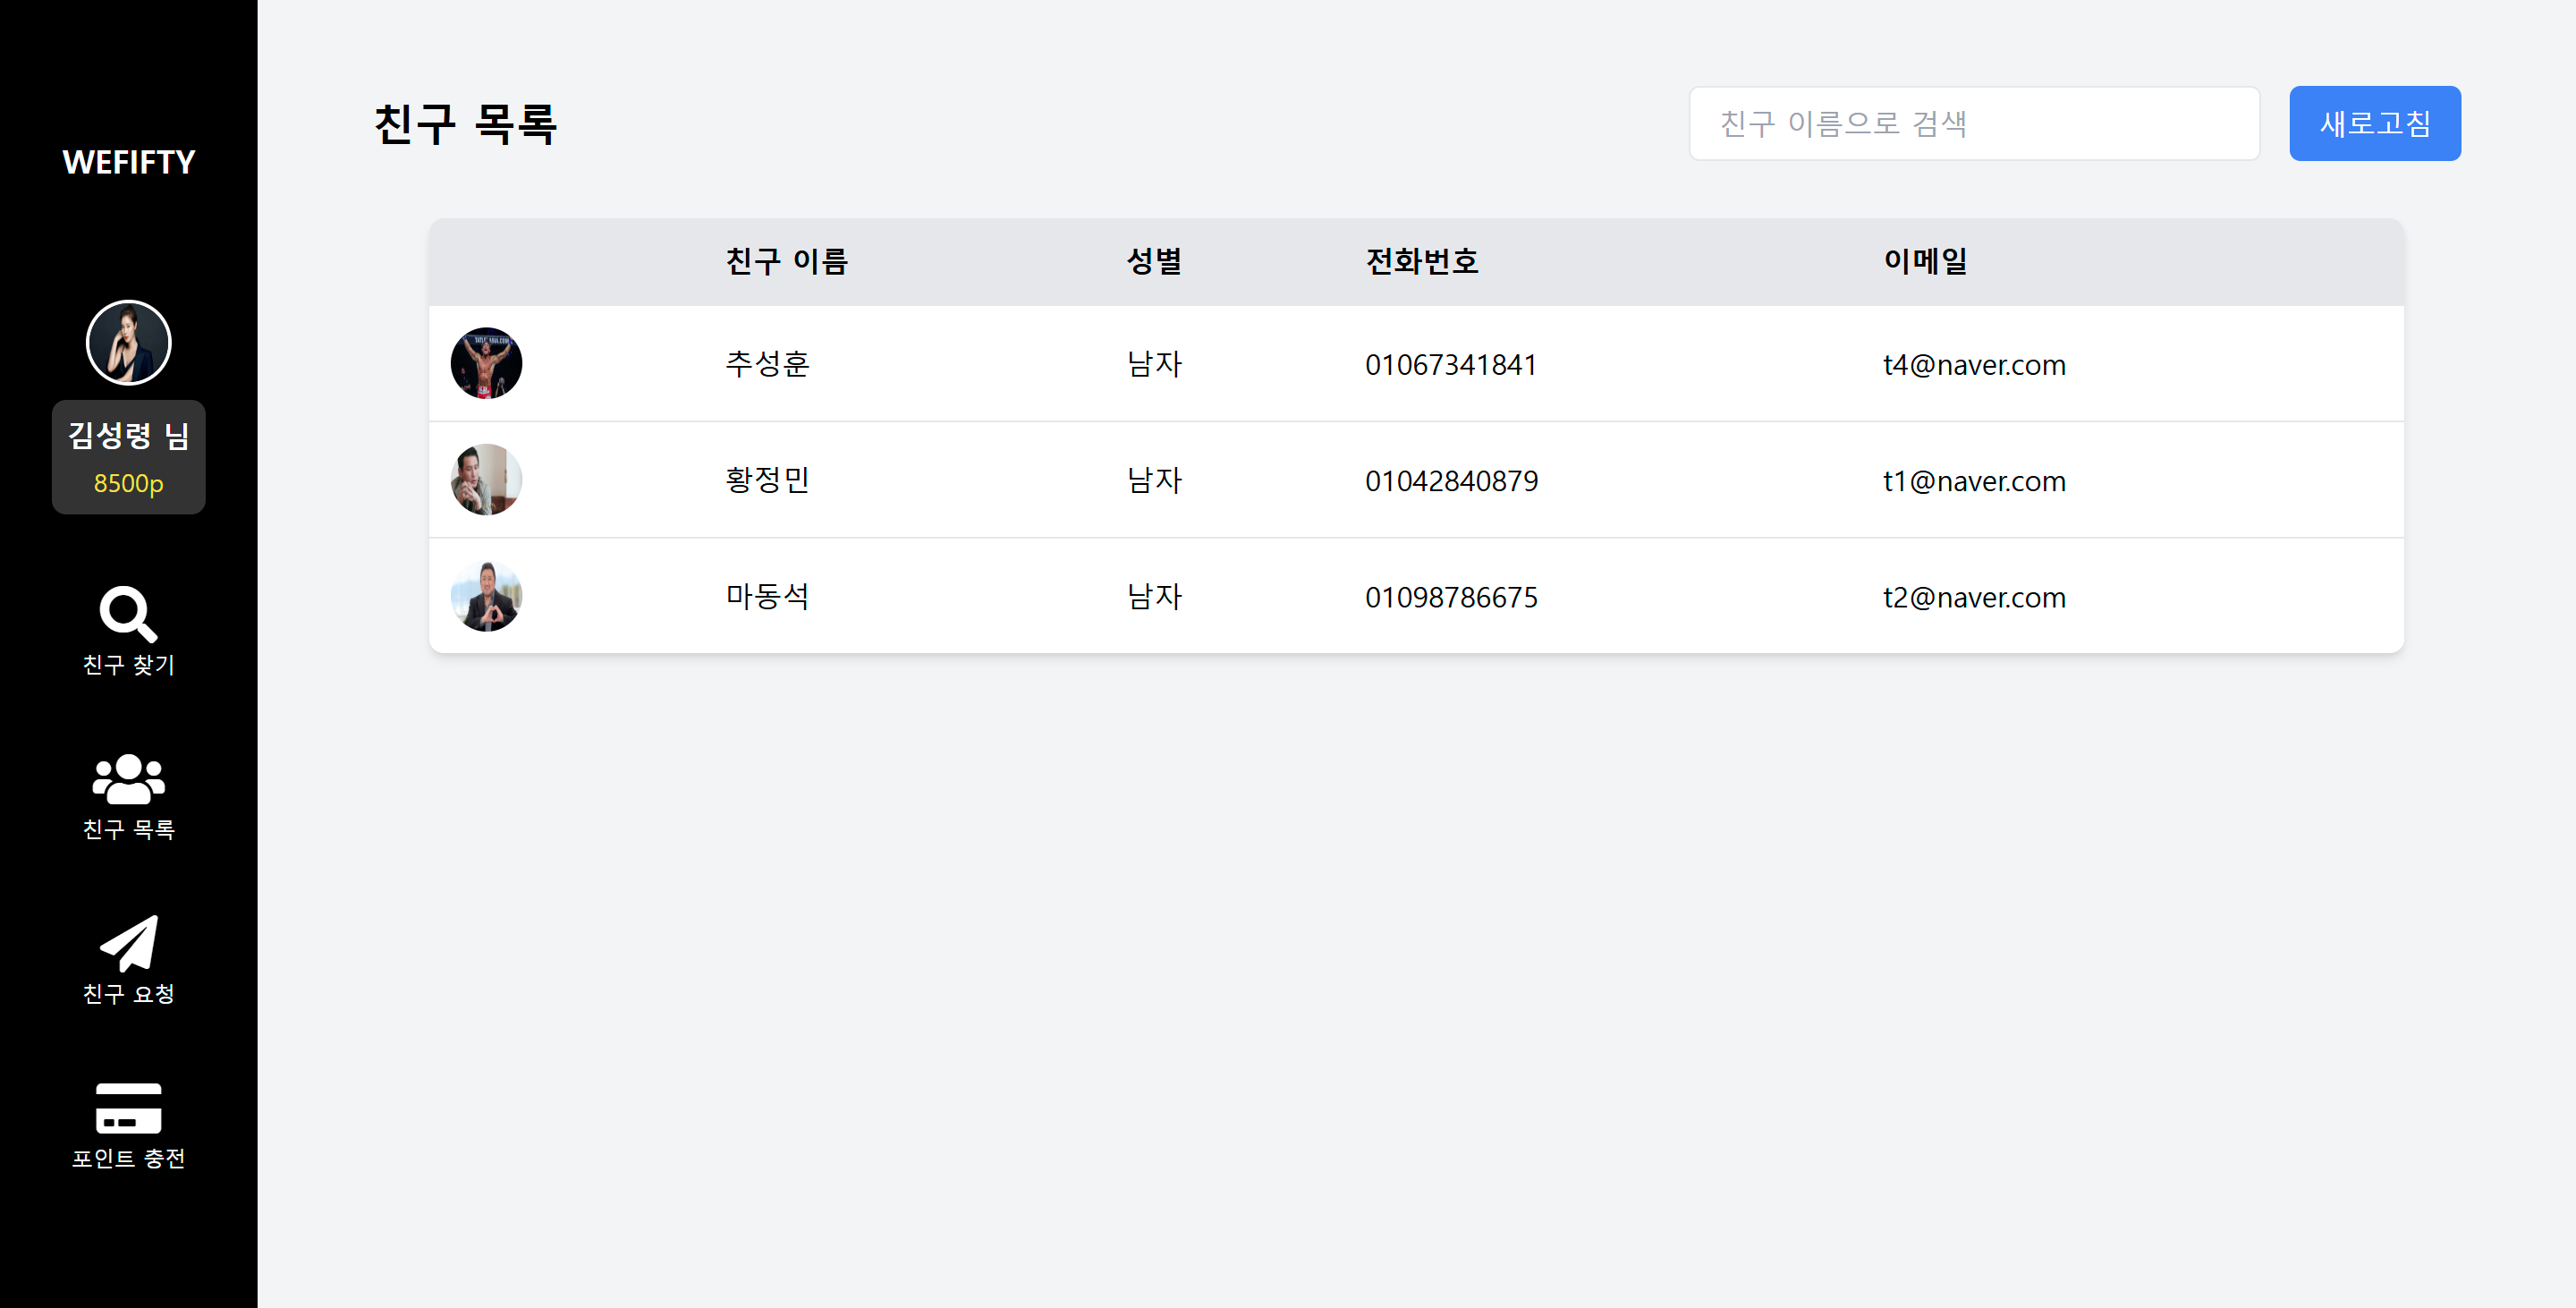 WEFIFTY
김성령 님
8500p
친구 찾기
친구 목록
친구 요청
포인트 충전
친구 목록
친구 이름으로 검색
새로고침
친구 이름 성별 전화번호 이메일
추성훈 남자 01067341841 t4@naver.com
황정민 남자 01042840879 t1@naver.com
마동석 남자 01098786675 t2@naver.com